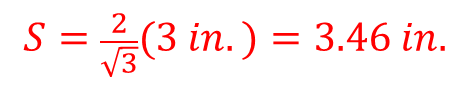 S = 2/√3 (3 in.) = 3.46 in.